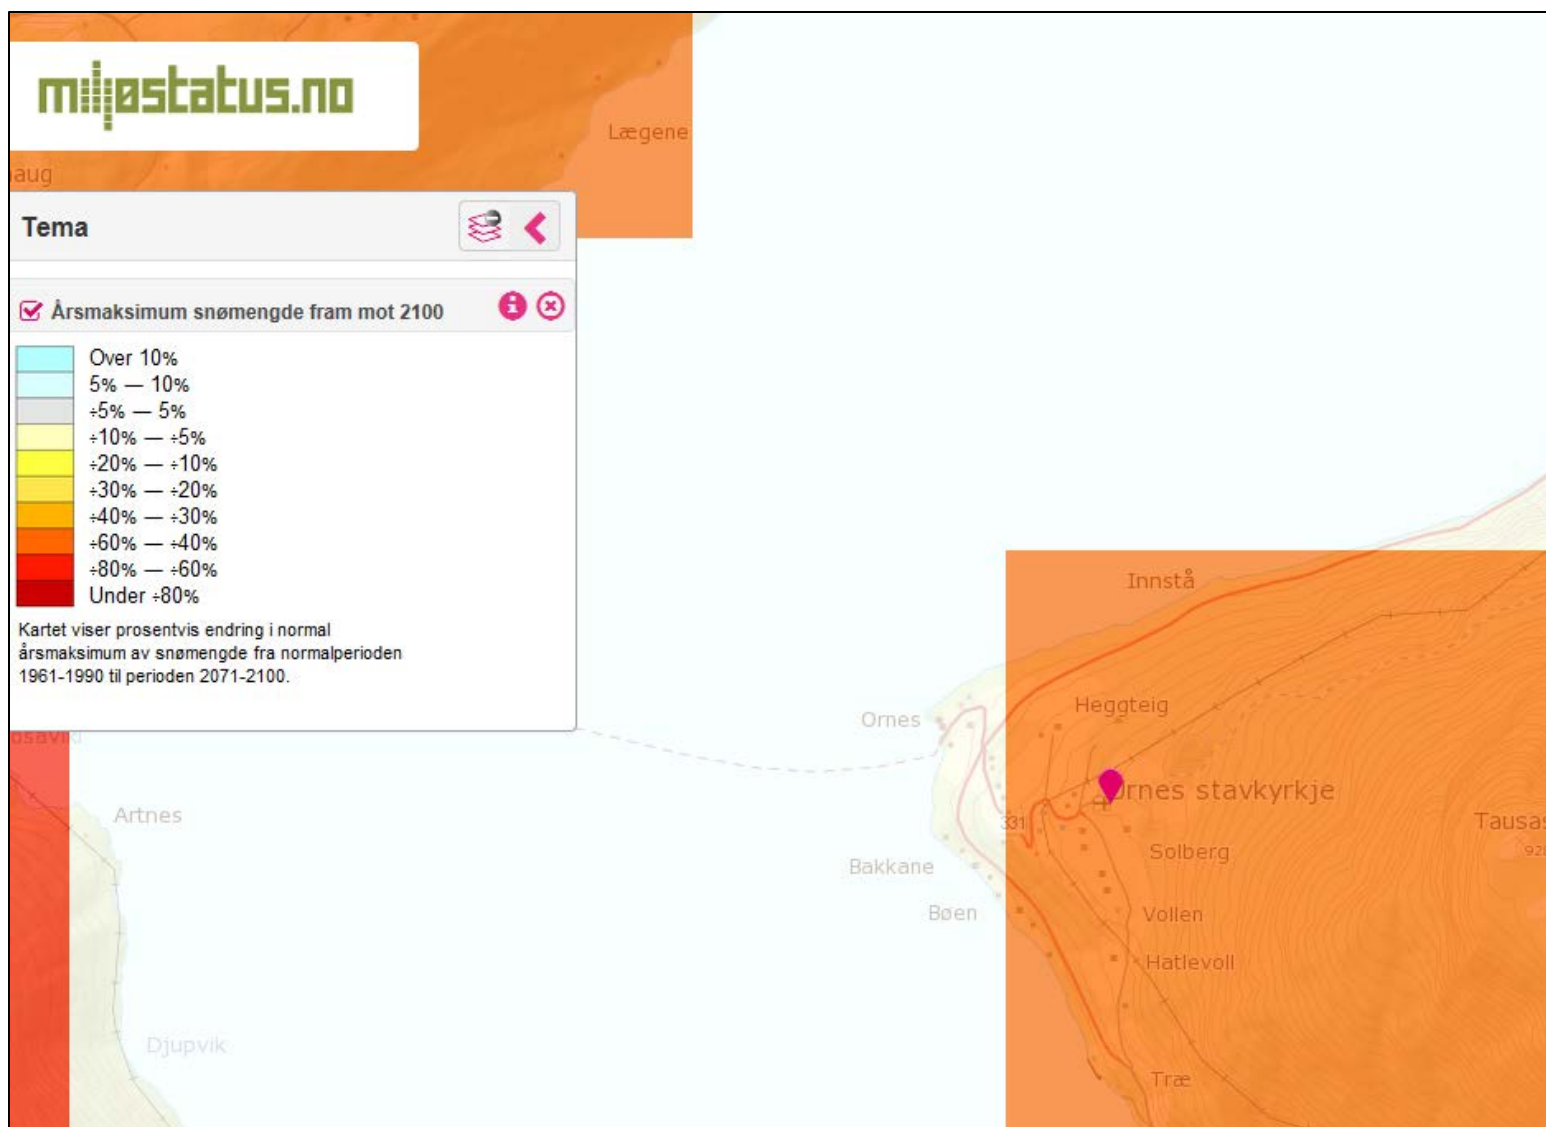 miljøstatus.no
Lægene
aug
Tema
Årsmaksimum snømengde fram mot 2100
Over 10%
5% — 10%
÷5% — 5%
÷10% — ÷5%
÷20% — ÷10%
÷30% — ÷20%
÷40% — ÷30%
÷60% — ÷40%
÷80% — ÷60%
Under ÷80%
Kartet viser prosentvis endring i normal
årsmaksimum av snømengde fra normalperioden
1961-1990 til perioden 2071-2100.
Innstå
Heggteig
Ornes
rnes stavkyrkje
Artnes
331
Tausas
Solberg
92
Bakkane
Bøen
Vollen
Hatlevoll
Djupvik
Træ